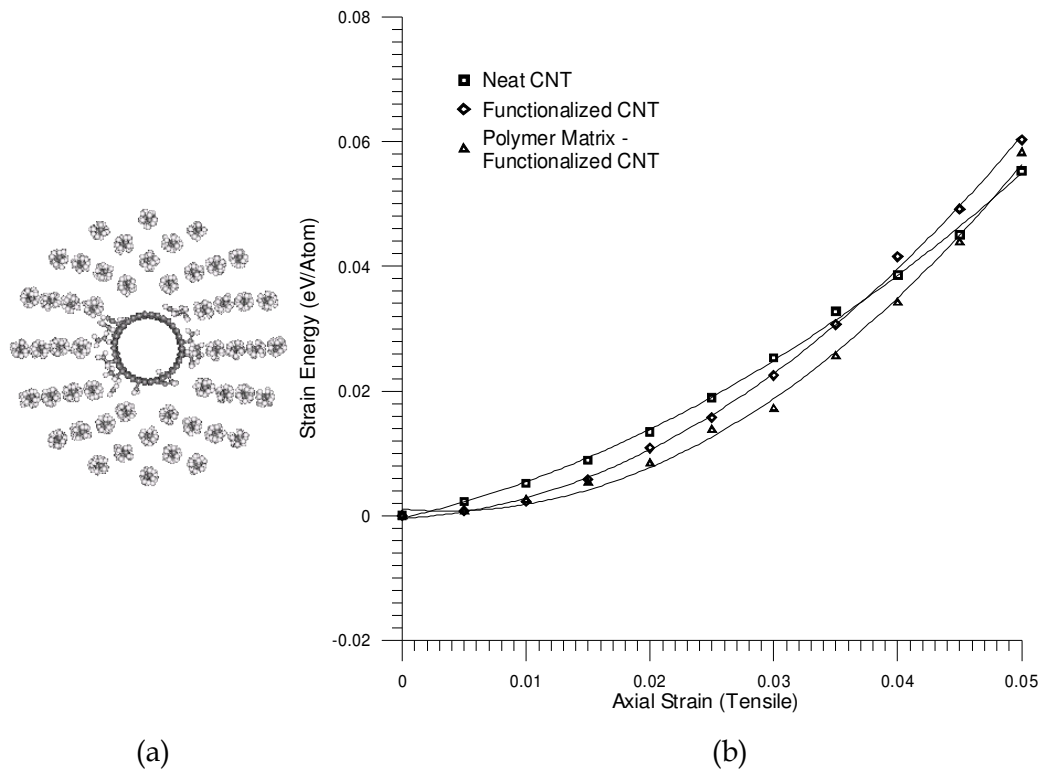 0.08
Neat CNT
Functionalized CNT
Polymer Matrix -
Functionalized CNT
0.06
0.04
0.02
0
-0.02
Strain Energy (eV/Atom)
0 0.01 0.02 0.03 0.04 0.05
Axial Strain (Tensile)
(a) (b)